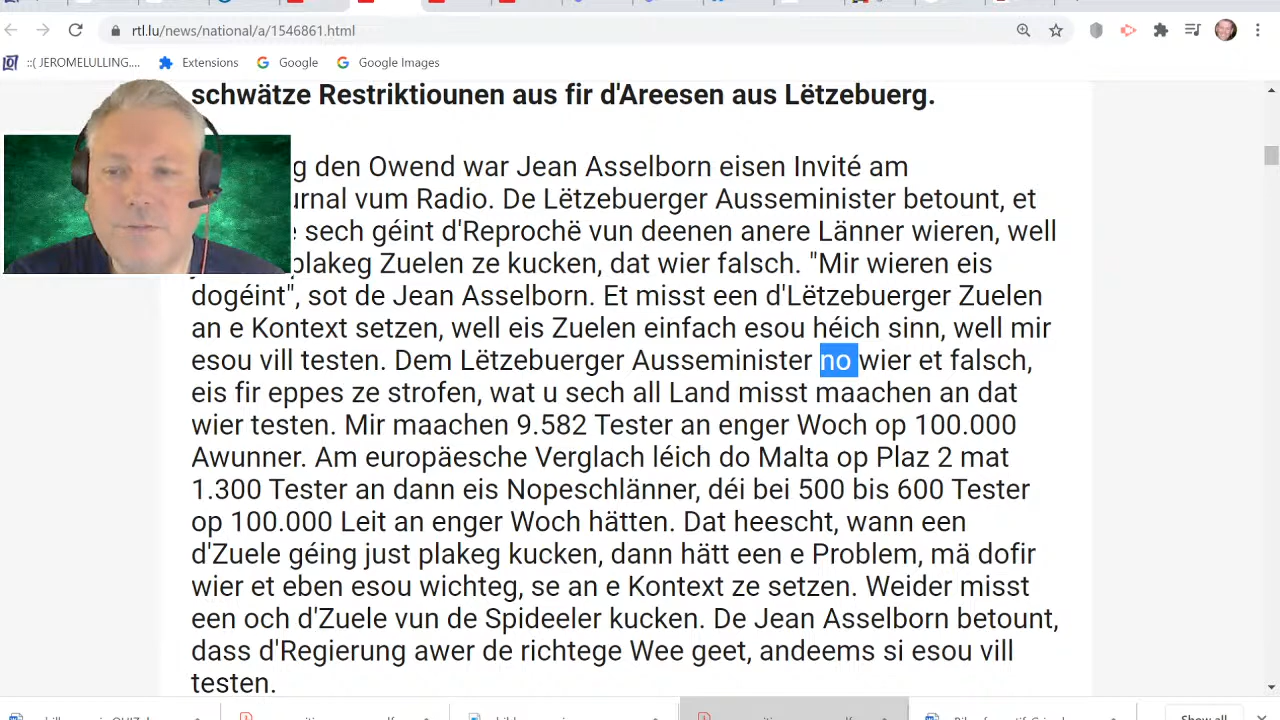 rtl.lu/news/national/a/1546861.html
::( JEROMELULLING.... Extensions Google Google Images
schwätze Restriktiounen aus fir d'Areesen aus Lëtzebuerg.
g den Owend war Jean Asselborn eisen Invité am
urnal vum Radio. De Lëtzebuerger Ausseminister betount, et
sech géint d'Reprochë vun deenen anere Länner wieren, well
plakeg Zuelen ze kucken, dat wier falsch. "Mir wieren eis
dogéint", sot de Jean Asselborn. Et misst een d'Lëtzebuerger Zuelen
an e Kontext setzen, well eis Zuelen einfach esou héich sinn, well mir
esou vill testen. Dem Lëtzebuerger Ausseminister no wier et falsch,
eis fir eppes ze strofen, wat u sech all Land misst maachen an dat
wier testen. Mir maachen 9.582 Tester an enger Woch op 100.000
Awunner. Am europäesche Verglach léich do Malta op Plaz 2 mat
1.300 Tester an dann eis Nopeschlänner, déi bei 500 bis 600 Tester
op 100.000 Leit an enger Woch hätten. Dat heescht, wann een
d'Zuele géing just plakeg kucken, dann hätt een e Problem, mä dofir
wier et eben esou wichteg, se an e Kontext ze setzen. Weider misst
een och d'Zuele vun de Spideeler kucken. De Jean Asselborn betount,
dass d'Regierung awer de richtege Wee geet, andeems si esou vill
testen.
Show all